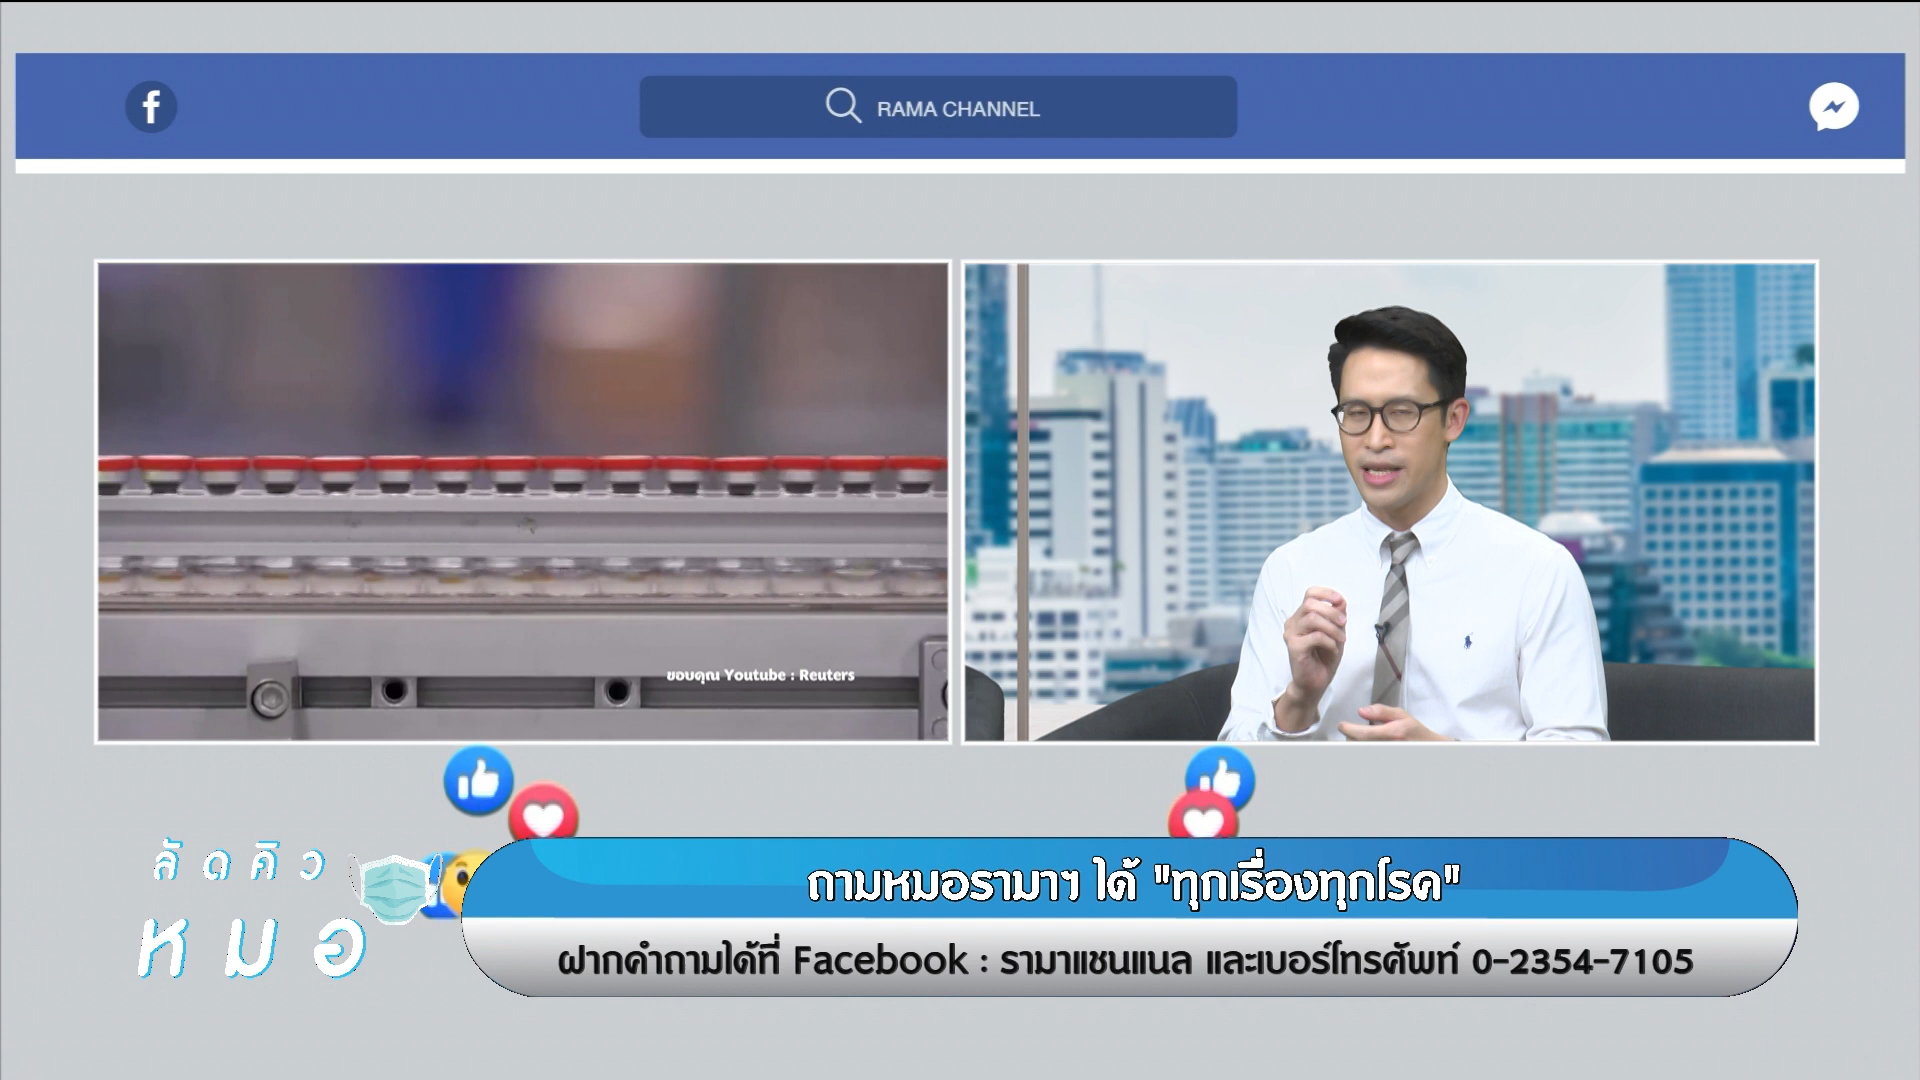 RAMA CHANNEL
ขอบคุณ Youtube : Reuters
ลัดคิว
หมอ
ถามหมอรามาฯ ได้ "ทุกเรื่องทุกโรค"
ฝากคำถามได้ที่ Facebook : รามาแชนแนล และเบอร์โทรศัพท์ 0-2354-7105